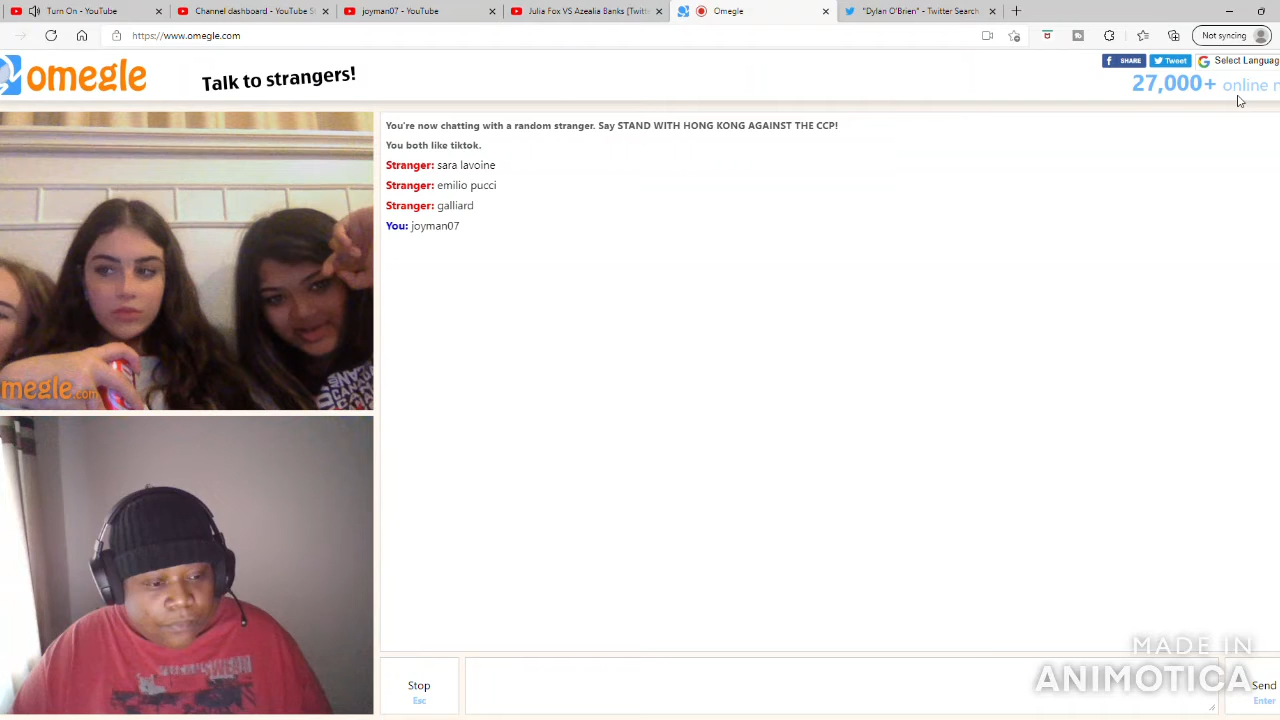 Turn On - YouTube
Channel dashboard - YouTube S
joyman07 - YouTube
Julia Fox VS Azealia Banks [Twitt
Omegle
"Dylan O'Brien" - Twitter Search
https://www.omegle.com
Not syncing
omegle
Talk to strangers!
SHARE
Tweet
Select Languag
27,000+ online n
You're now chatting with a random stranger. Say STAND WITH HONG KONG AGAINST THE CCP!
You both like tiktok.
Stranger: sara lavoine
Stranger: emilio pucci
Stranger: galliard
You: joyman07
megle.com
Stop
Esc
Send
Enter
MADE IN
ANIMOTICA